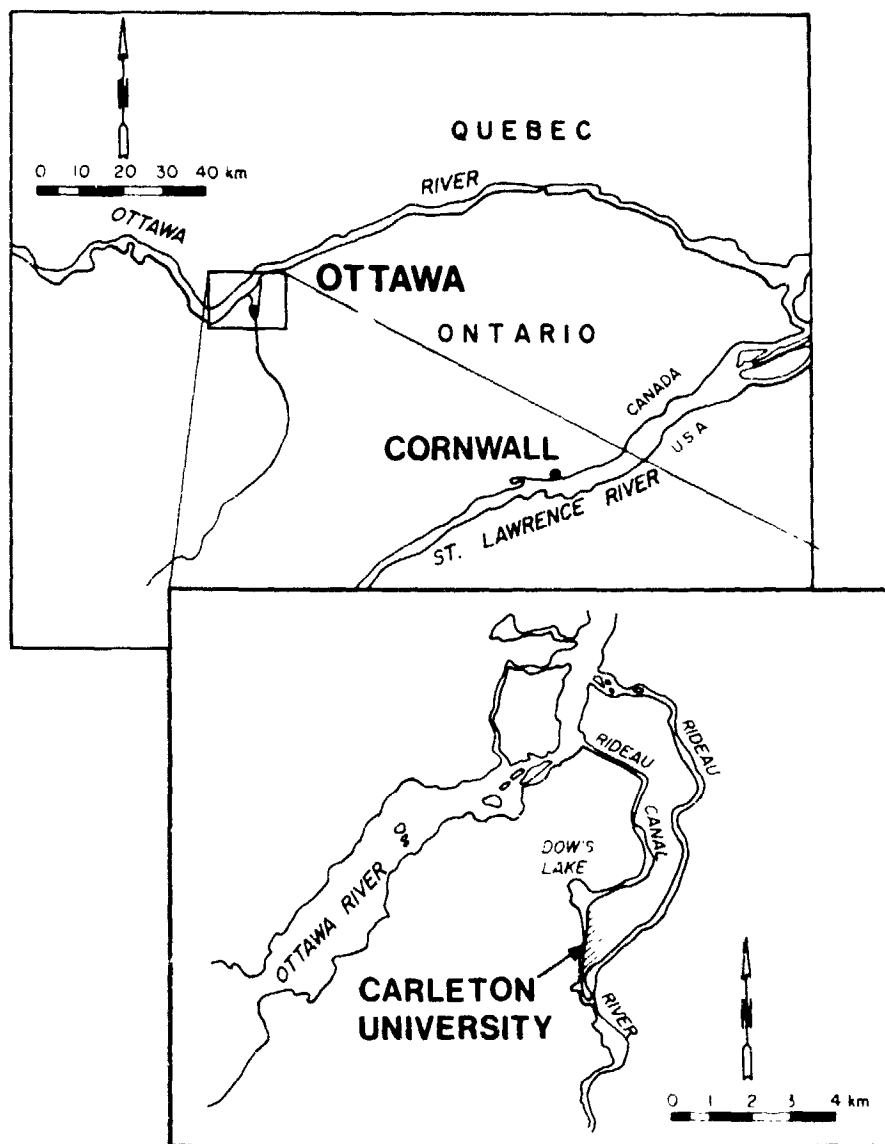 QUEBEC
0 10 20 30 40 km
RIVER
OTTAWA
OTTAWA
ONTARIO
CANADA
USA
CORNWALL
ST. LAWRENCE RIVER
RIDEAU
RIDEAU
CANAL
DOW'S
LAKE
OTTAWA RIVER
CARLETON
UNIVERSITY
RIVER
0 1 2 3 4 km